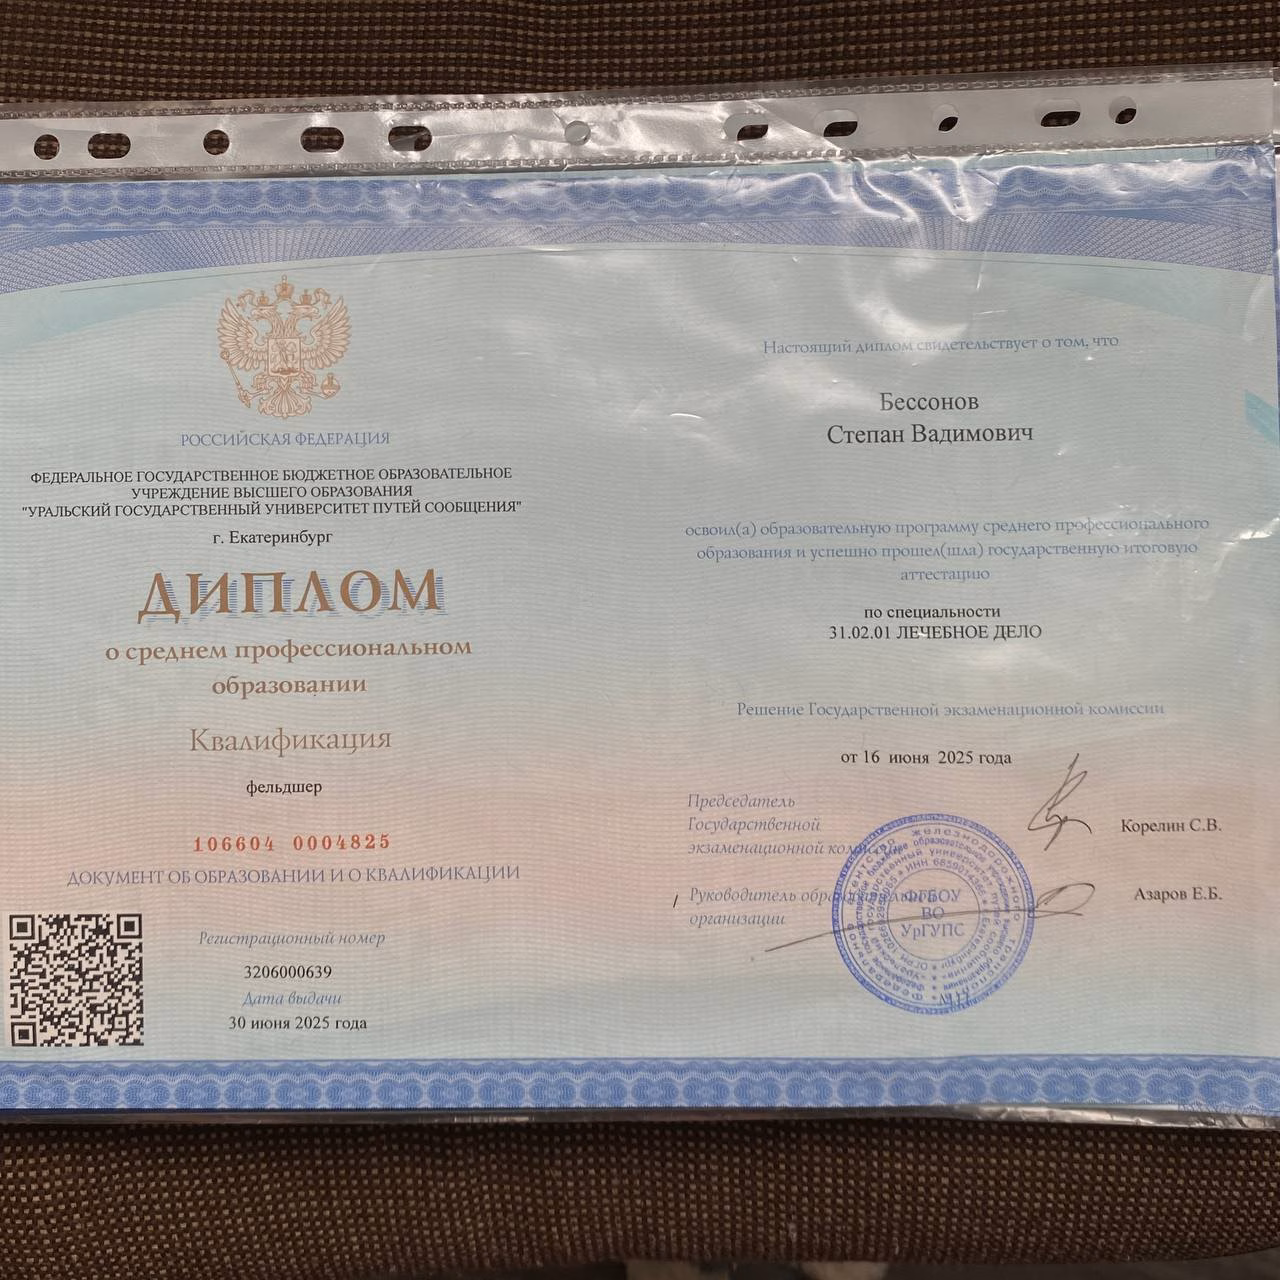 РОССИЙСКАЯ ФЕДЕРАЦИЯ
ФЕДЕРАЛЬНОЕ ГОСУДАРСТВЕННОЕ БЮДЖЕТНОЕ ОБРАЗОВАТЕЛЬНОЕ
УЧРЕЖДЕНИЕ ВЫСШЕГО ОБРАЗОВАНИЯ
"УРАЛЬСКИЙ ГОСУДАРСТВЕННЫЙ УНИВЕРСИТЕТ ПУТЕЙ СООБЩЕНИЯ"
г. Екатеринбург
ДИПЛОМ
о среднем профессиональном
образовании
Квалификация
фельдшер
106604 0004825
ДОКУМЕНТ ОБ ОБРАЗОВАНИИ И О КВАЛИФИКАЦИИ
Регистрационный номер
3206000639
Дата выдачи
30 июня 2025 года
Настоящий диплом свидетельствует о том, что
Бессонов
Степан Вадимович
освоил(а) образовательную программу среднего профессионального
образования и успешно прошел(шла) государственную итоговую
аттестацию
по специальности
31.02.01 ЛЕЧЕБНОЕ ДЕЛО
Решение Государственной экзаменационной комиссии
от 16 июня 2025 года
Председатель
Государственной
экзаменационной комиссии
Корелин С.В.
Руководитель образовательной
организации
Азаров Е.Б.
ФГБОУ
ВО
УрГУПС